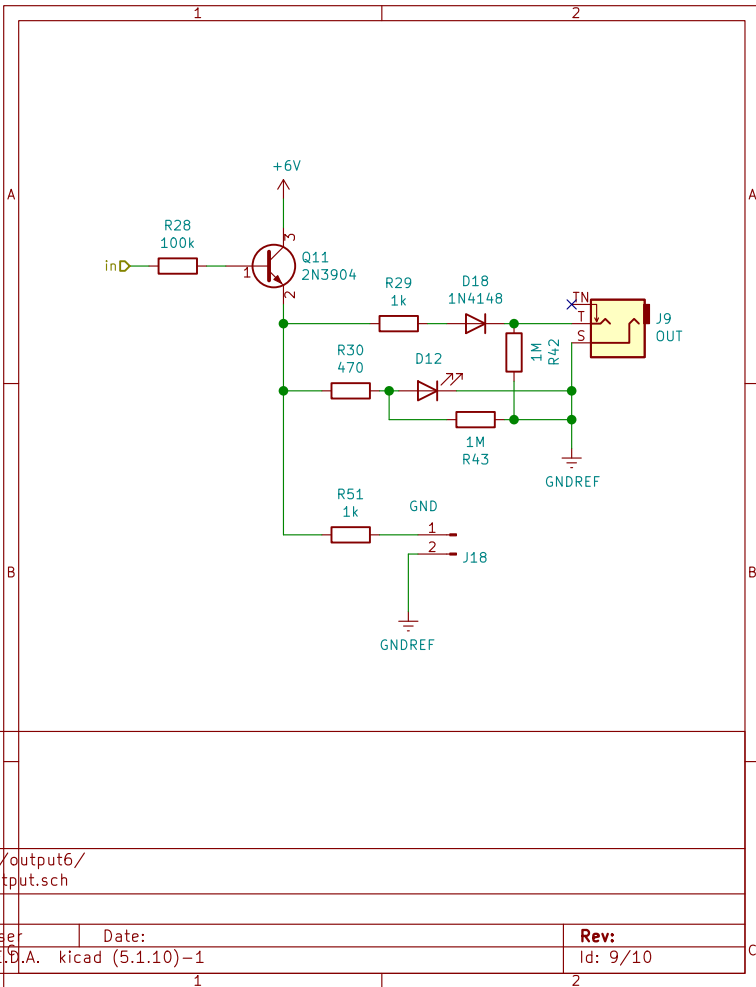 1 2
A A
+6V
R28
100k
in
3
Q11
2N3904
1
2
R29
1k
D18
1N4148
TN
T
S
J9
OUT
1M
R42
R30
470
D12
1M
R43
GNDREF
R51
1k
GND
1
2
J18
B B
GNDREF
/output6/
tput.sch
ser Date: Rev:
.D.A. kicad (5.1.10)-1 Id: 9/10
C
1 2